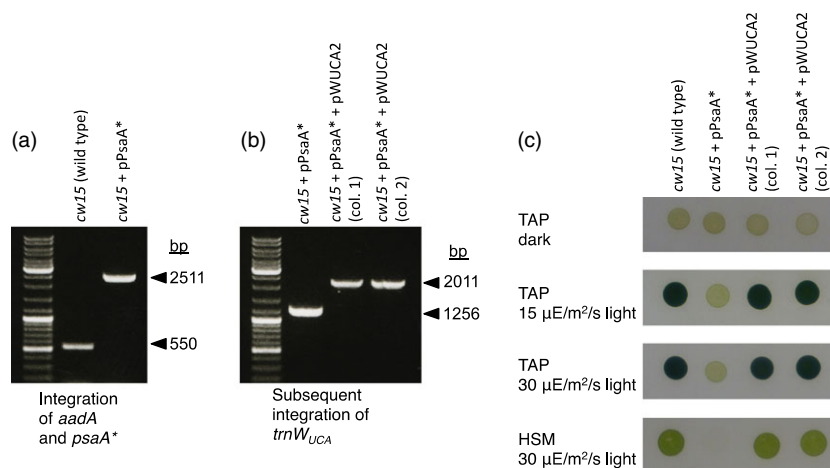 (a)
cw15 (wild type)
cw15 + pPsaA*
bp
2511
550
Integration
of aadA
and psaA*
(b)
cw15 + pPsaA*
cw15 + pPsaA* + pWUCA2
(col. 1)
cw15 + pPsaA* + pWUCA2
(col. 2)
bp
2011
1256
Subsequent
integration of
trnW_UCA
(c)
cw15 (wild type)
cw15 + pPsaA*
cw15 + pPsaA* + pWUCA2
(col. 1)
cw15 + pPsaA* + pWUCA2
(col. 2)
TAP
dark
TAP
15 µE/m²/s light
TAP
30 µE/m²/s light
HSM
30 µE/m²/s light